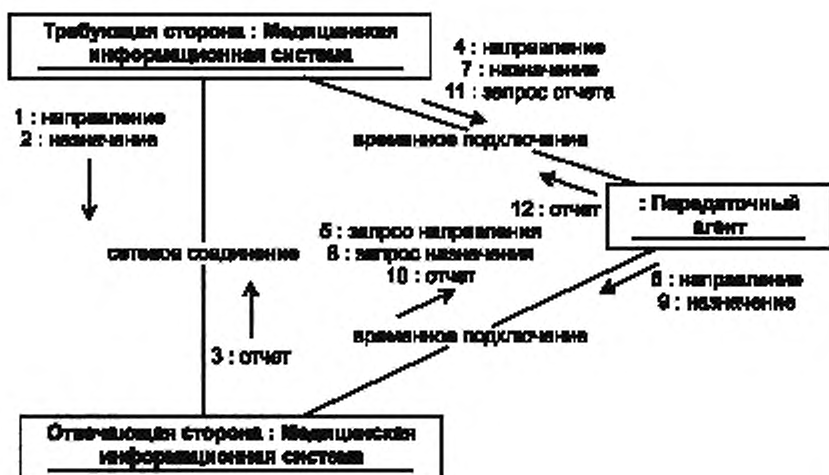 Требующая сторона : Медицинская
информационная система
4 : направление
7 : назначение
11 : запрос отчета
1 : направление
2 : назначение
временное подключение
12 : отчет
: Передаточный
агент
5 : запрос направления
8 : запрос назначения
10 : отчет
сетевое соединение
6 : направление
9 : назначение
временное подключение
3 : отчет
Отвечающая сторона : Медицинская
информационная система